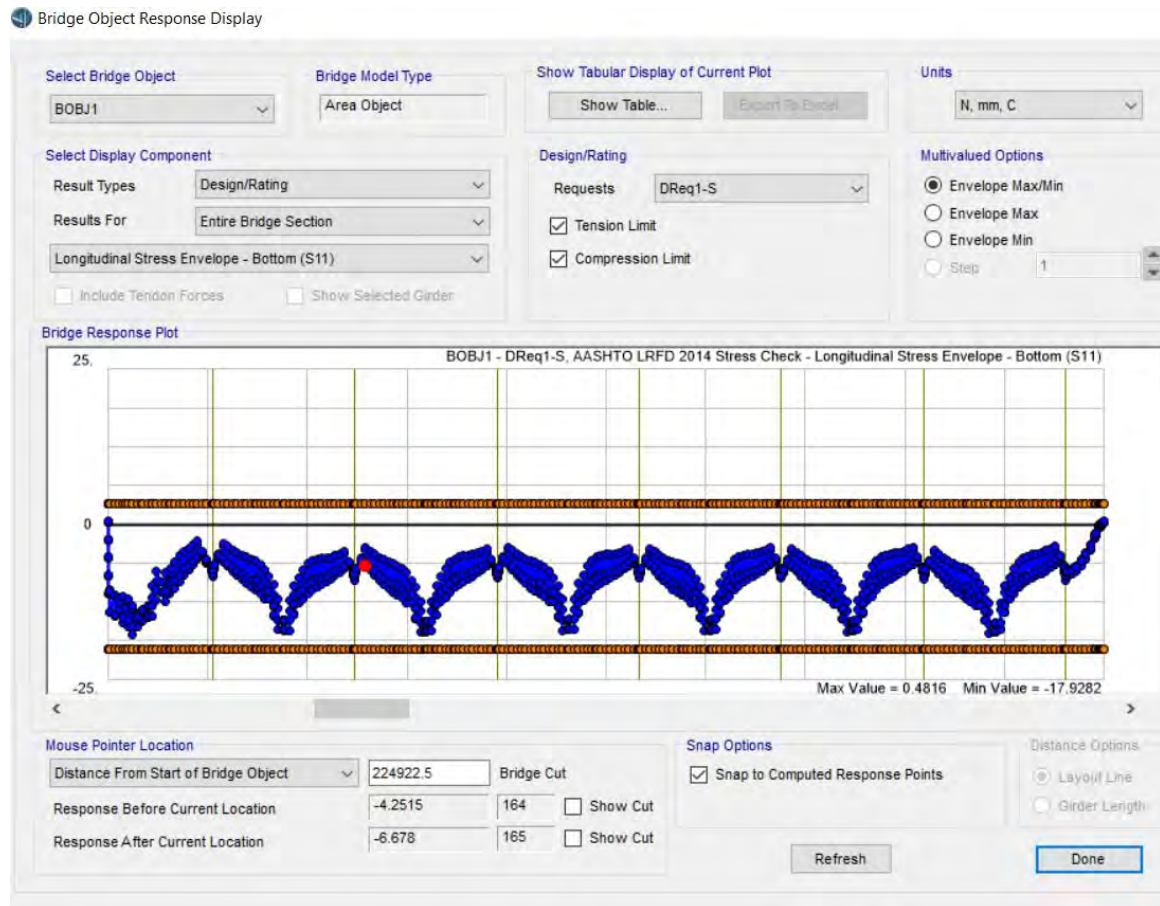 Bridge Object Response Display
Select Bridge Object
BOBJ1
Bridge Model Type
Area Object
Show Tabular Display of Current Plot
Show Table...
Export To Excel...
Units
N, mm, C
Select Display Component
Result Types
Design/Rating
Results For
Entire Bridge Section
Longitudinal Stress Envelope - Bottom (S11)
Include Tendon Forces
Show Selected Girder
Design/Rating
Requests
DReq1-S
Tension Limit
Compression Limit
Multivalued Options
Envelope Max/Min
Envelope Max
Envelope Min
Step
1
Bridge Response Plot
25.
BOBJ1 - DReq1-S, AASHTO LRFD 2014 Stress Check - Longitudinal Stress Envelope - Bottom (S11)
0
-25.
Max Value = 0.4816 Min Value = -17.9282
Mouse Pointer Location
Distance From Start of Bridge Object
224922.5
Bridge Cut
Response Before Current Location
-4.2515
164
Show Cut
Response After Current Location
-6.678
165
Show Cut
Snap Options
Snap to Computed Response Points
Distance Options
Layout Line
Girder Length
Refresh
Done